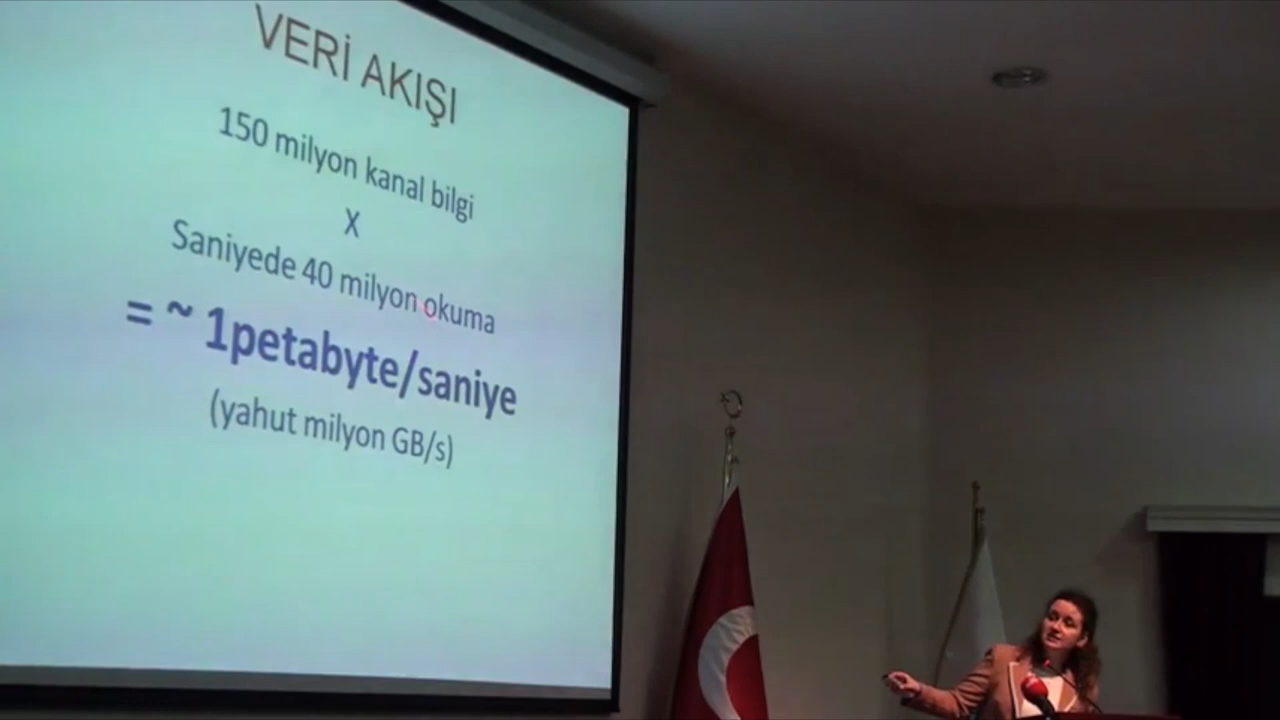 VERİ AKIŞI
150 milyon kanal bilgi
X
Saniyede 40 milyon okuma
= ~ 1petabyte/saniye
(yahut milyon GB/s)